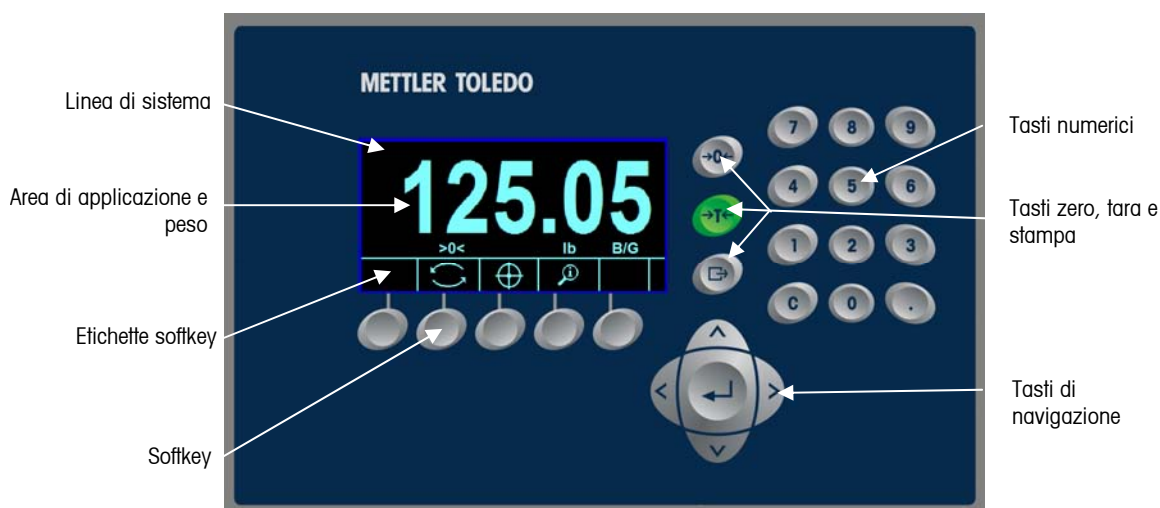 METTLER TOLEDO
Linea di sistema
Area di applicazione e
peso
Etichette softkey
Softkey
125.05
>0<
lb
B/G
→0←
→T←
7 8 9
4 5 6
1 2 3
C 0 .
Tasti numerici
Tasti zero, tara e
stampa
Tasti di
navigazione